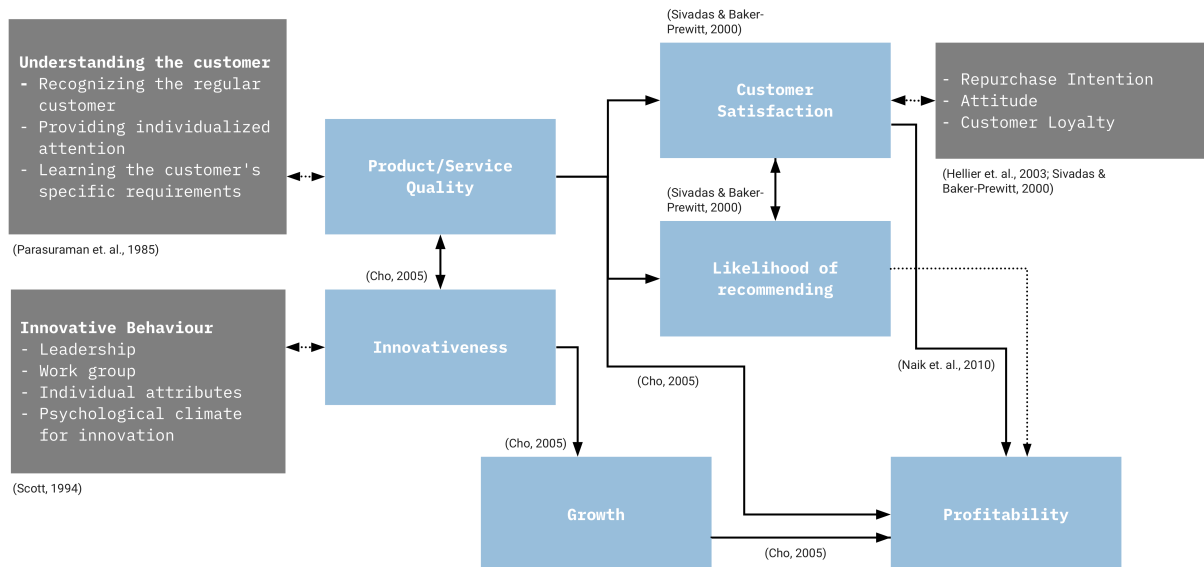 Understanding the customer
- Recognizing the regular
customer
- Providing individualized
attention
- Learning the customer's
specific requirements
(Parasuraman et. al., 1985)
Innovative Behaviour
- Leadership
- Work group
- Individual attributes
- Psychological climate
for innovation
(Scott, 1994)
Product/Service
Quality
(Cho, 2005)
Innovativeness
(Cho, 2005)
Growth
(Sivadas & Baker-
Prewitt, 2000)
Customer
Satisfaction
(Sivadas & Baker-
Prewitt, 2000)
Likelihood of
recommending
(Cho, 2005)
- Repurchase Intention
- Attitude
- Customer Loyalty
(Hellier et. al., 2003; Sivadas &
Baker-Prewitt, 2000)
(Naik et. al., 2010)
Profitability
(Cho, 2005)